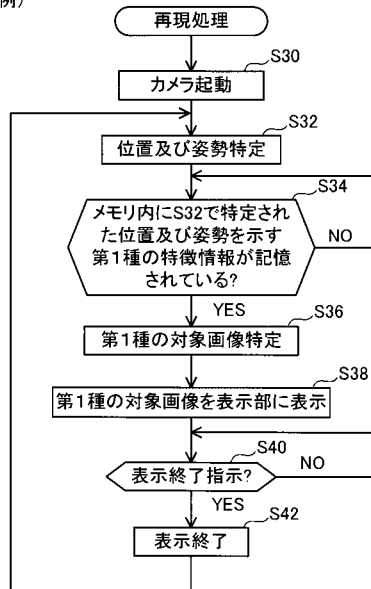 例)
再現処理
S30
カメラ起動
S32
位置及び姿勢特定
S34
メモリ内にS32で特定され
た位置及び姿勢を示す
第1種の特徴情報が記憶
されている?
NO
YES
S36
第1種の対象画像特定
S38
第1種の対象画像を表示部に表示
S40
表示終了指示?
NO
YES
S42
表示終了